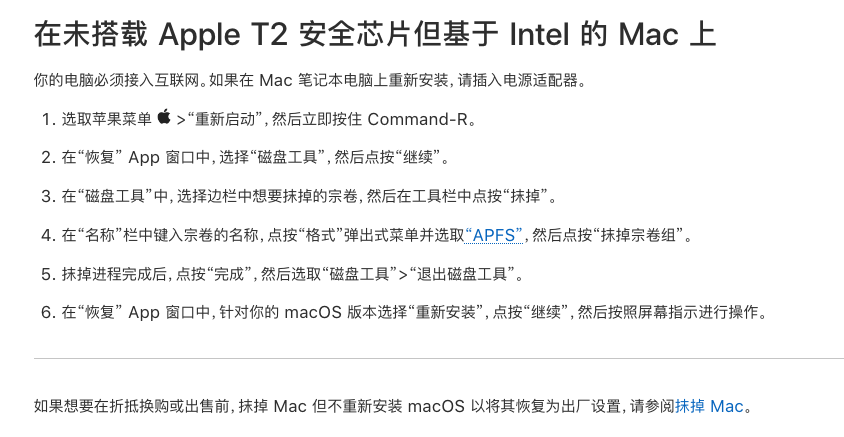 在未搭载 Apple T2 安全芯片但基于 Intel 的 Mac 上
你的电脑必须接入互联网。如果在 Mac 笔记本电脑上重新安装，请插入电源适配器。
1. 选取苹果菜单  >“重新启动”，然后立即按住 Command-R。
2. 在“恢复” App 窗口中，选择“磁盘工具”，然后点按“继续”。
3. 在“磁盘工具”中，选择边栏中想要抹掉的宗卷，然后在工具栏中点按“抹掉”。
4. 在“名称”栏中键入宗卷的名称，点按“格式”弹出式菜单并选取“APFS”，然后点按“抹掉宗卷组”。
5. 抹掉进程完成后，点按“完成”，然后选取“磁盘工具”>“退出磁盘工具”。
6. 在“恢复” App 窗口中，针对你的 macOS 版本选择“重新安装”，点按“继续”，然后按照屏幕指示进行操作。
如果想要在折抵换购或出售前，抹掉 Mac 但不重新安装 macOS 以将其恢复为出厂设置，请参阅抹掉 Mac。